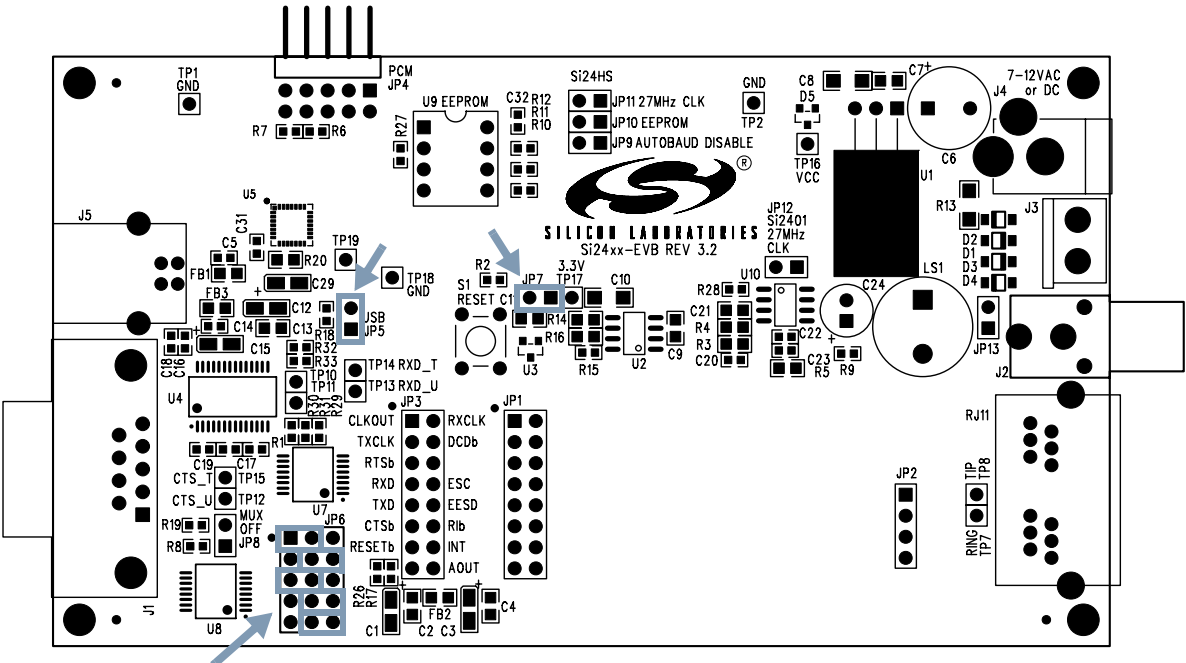 TP1
GND
PCM
JP4
R7
R6
U9 EEPROM
R27
C32
R12
R11
R10
Si24HS
JP11 27MHz CLK
JP10 EEPROM
JP9 AUTOBAUD DISABLE
GND
TP2
C8
D5
TP16
VCC
C7
+
C6
7-12VAC
or DC
J4
U1
R13
J3
D2
D1
D3
D4
®
SILICON LABORATORIES
Si24xx-EVB REV 3.2
JP12
Si2401
27MHz
CLK
U5
J5
C31
C5
FB1
R20
TP19
TP18
GND
C29
FB3
+
C12
C14
C13
R18
USB
JP5
+
C15
R32
R33
C18
C16
S1
RESET
R2
JP7
3.3V
TP17
C10
C1
R14
R16
U3
R15
U2
C9
R28
U10
C21
R4
R3
C20
C22
C23
R5
R9
+
C24
LS1
JP13
J2
TP10
TP11
TP14 RXD_T
TP13 RXD_U
U4
R30
R31
R29
R1
C19
C17
CTS_T
TP15
CTS_U
TP12
MUX
OFF
JP8
R19
R8
U7
JP6
JP3
JP1
CLKOUT
RXCLK
TXCLK
DCDb
RTSb
RXD
ESC
TXD
EESD
CTSb
RIb
RESETb
INT
AOUT
R26
R17
+
C1
C2
FB2
+
C3
C4
U8
J1
JP2
RJ11
TIP
TP8
RING
TP7